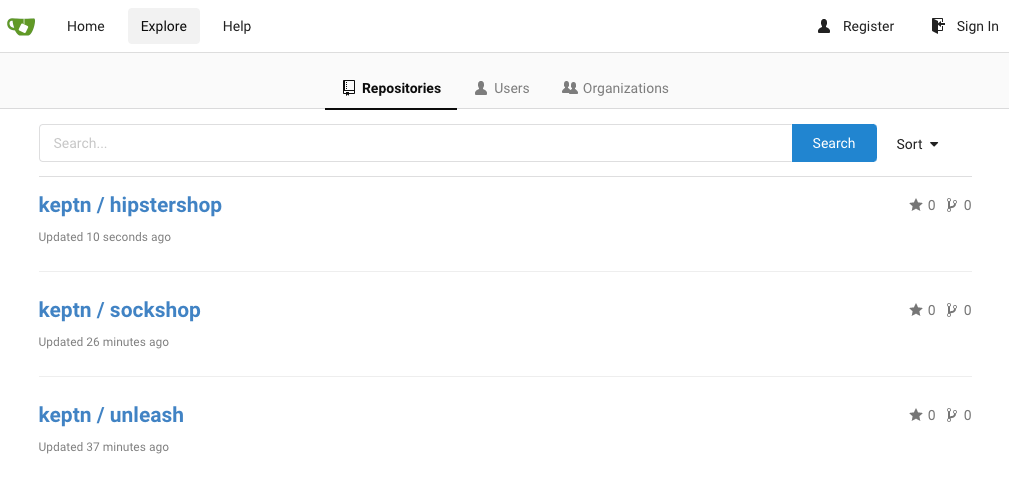 Home Explore Help Register Sign In
Repositories Users Organizations
Search... Search Sort
keptn / hipstershop 0 0
Updated 10 seconds ago
keptn / sockshop 0 0
Updated 26 minutes ago
keptn / unleash 0 0
Updated 37 minutes ago